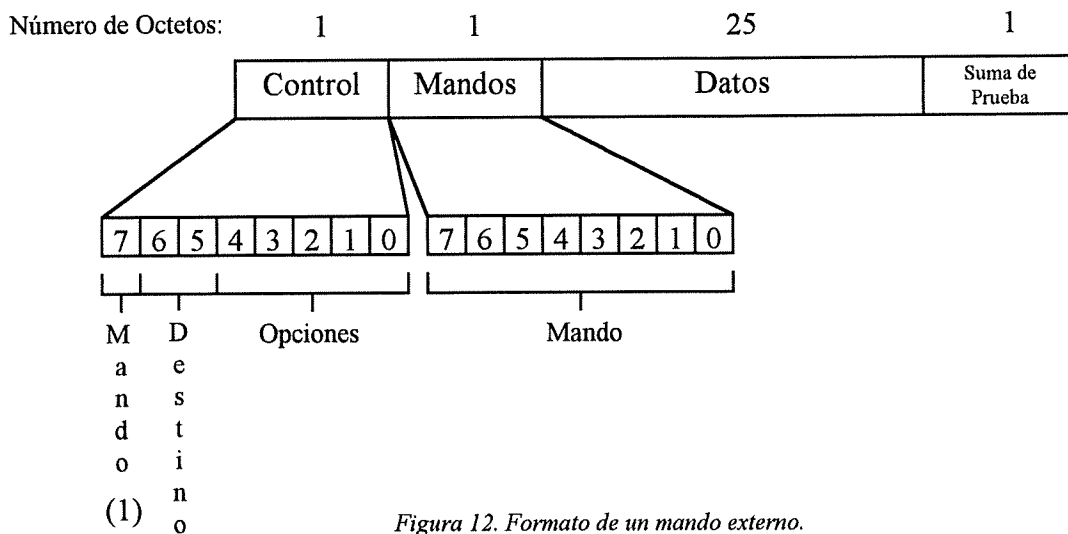 Número de Octetos: 1 1 25 1
Control Mandos Datos Suma de Prueba
7 6 5 4 3 2 1 0 7 6 5 4 3 2 1 0
Mando (1) Destino Opciones Mando
Figura 12. Formato de un mando externo.